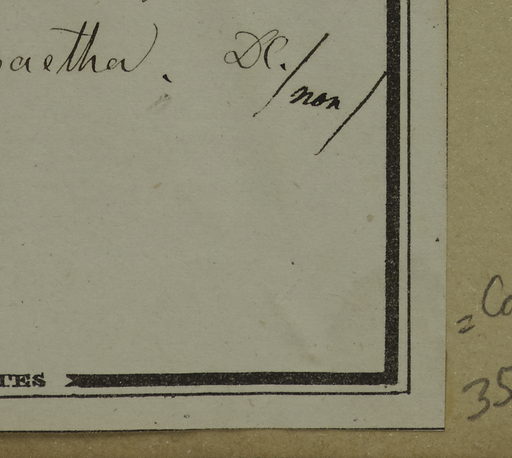 aetha. DC.
/non/
TES
= Co
35